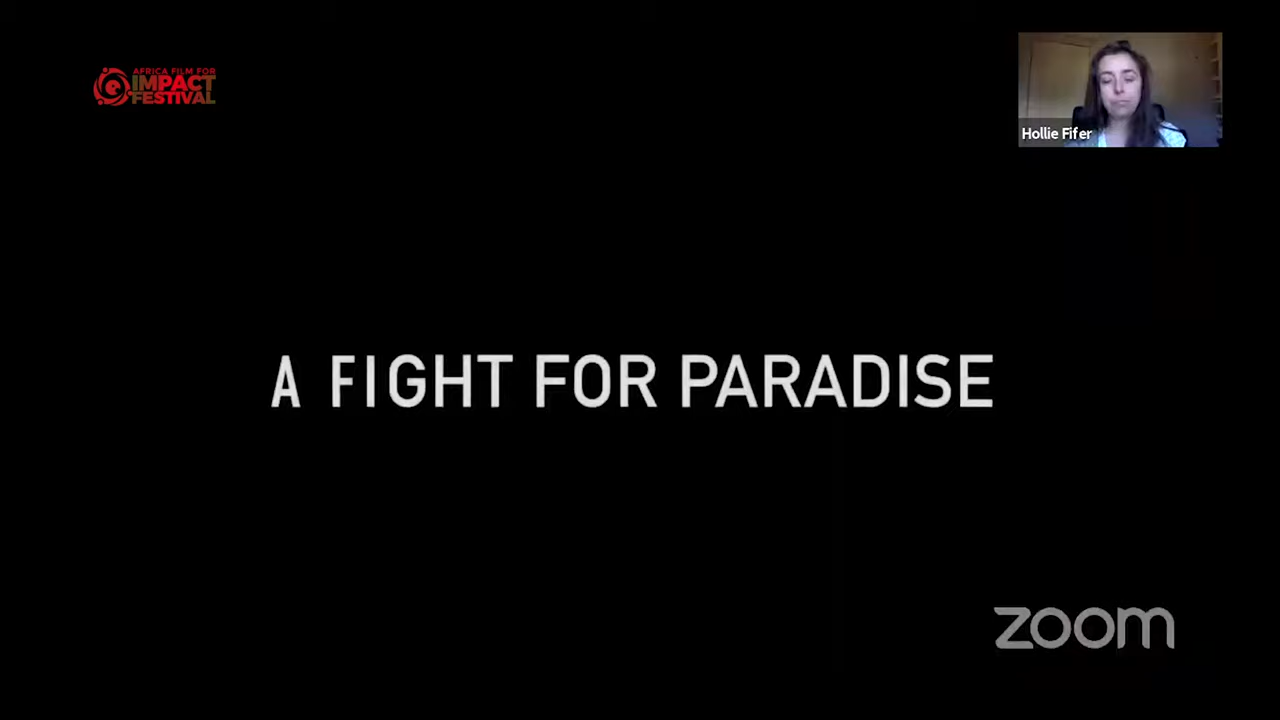 AFRICA FILM FOR
IMPACT
FESTIVAL
Hollie Fifer
A FIGHT FOR PARADISE
zoom